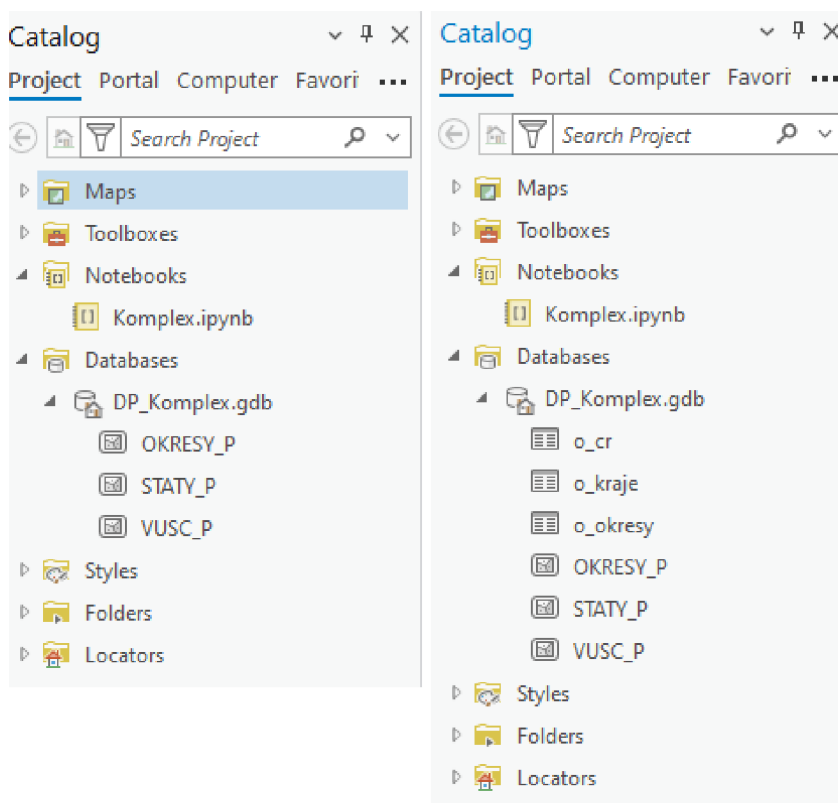 Catalog
Project Portal Computer Favori ...
Search Project
Maps
Toolboxes
Notebooks
Komplex.ipynb
Databases
DP_Komplex.gdb
OKRESY_P
STATY_P
VUSC_P
Styles
Folders
Locators
Catalog
Project Portal Computer Favori ...
Search Project
Maps
Toolboxes
Notebooks
Komplex.ipynb
Databases
DP_Komplex.gdb
o_cr
o_kraje
o_okresy
OKRESY_P
STATY_P
VUSC_P
Styles
Folders
Locators